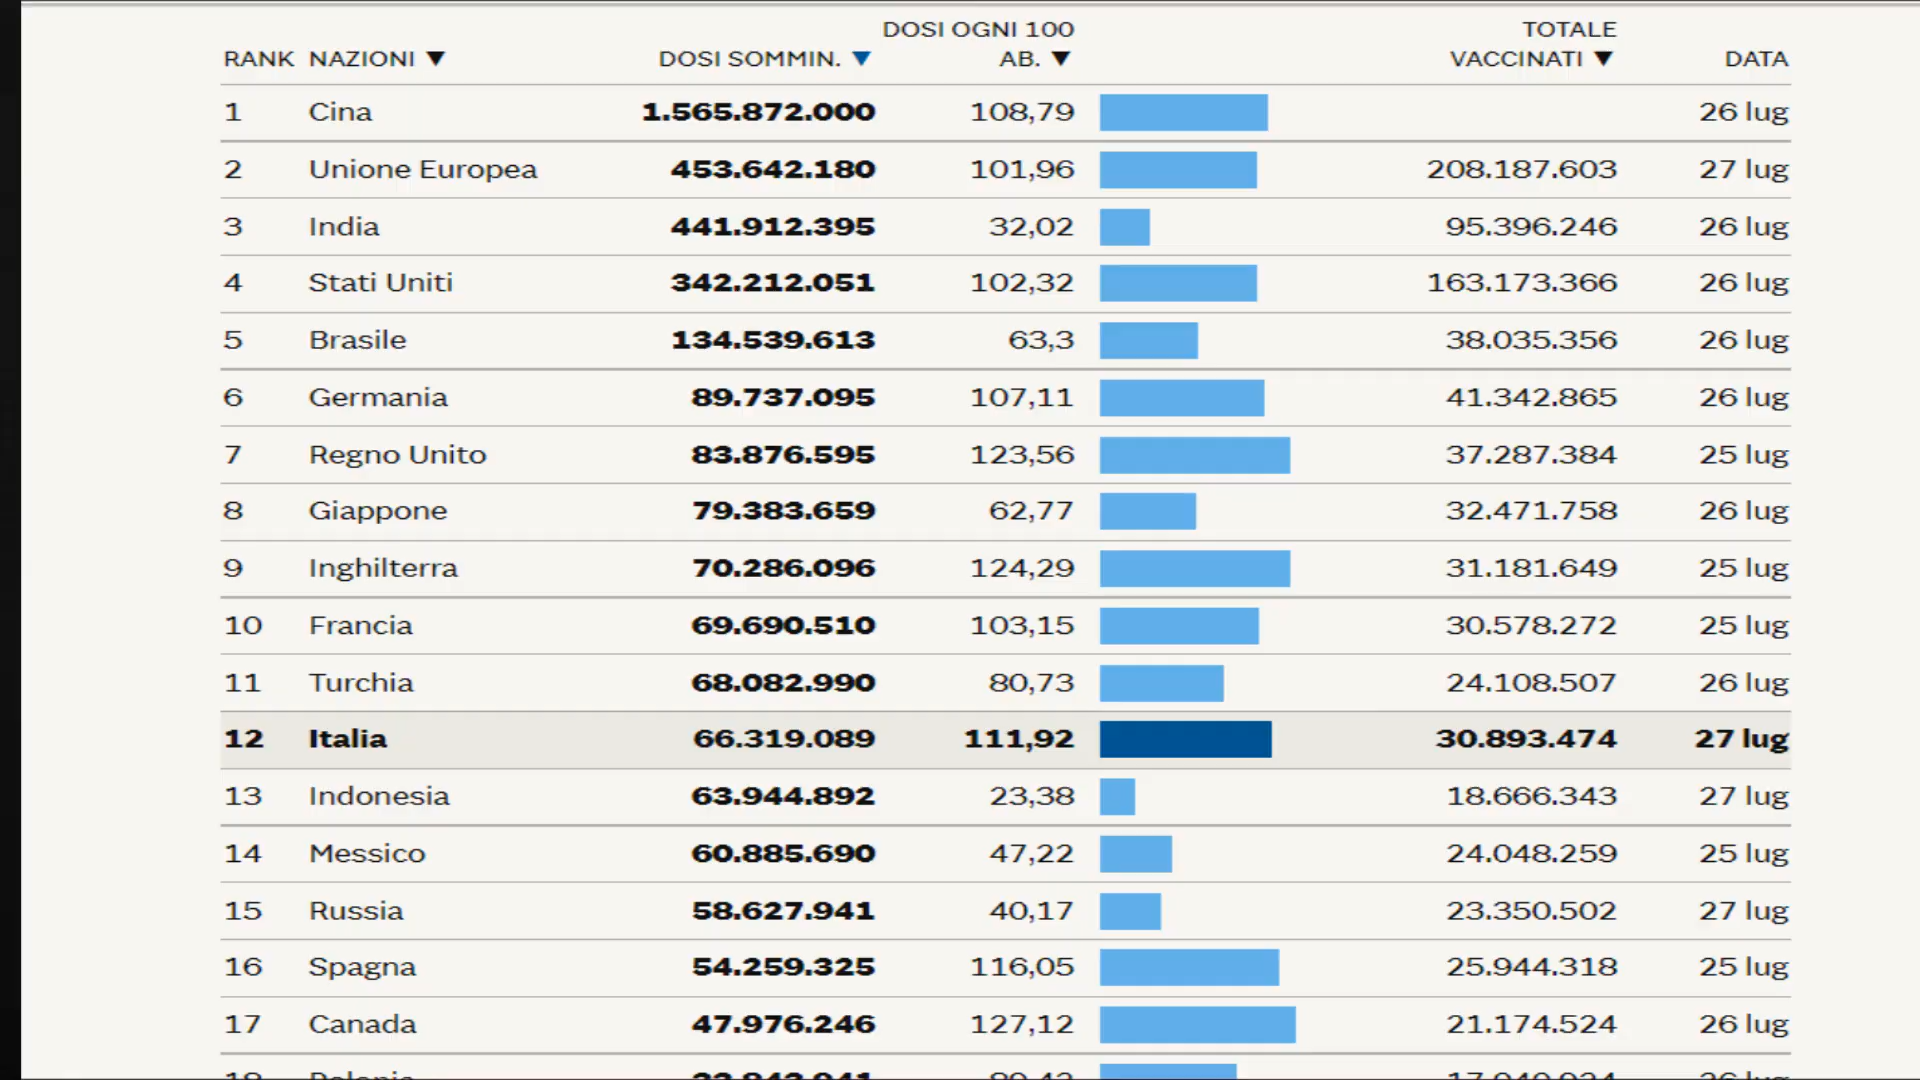 DOSI OGNI 100 TOTALE
RANK NAZIONI ▼ DOSI SOMMIN. ▼ AB. ▼ VACCINATI ▼ DATA
1 Cina 1.565.872.000 108,79 26 lug
2 Unione Europea 453.642.180 101,96 208.187.603 27 lug
3 India 441.912.395 32,02 95.396.246 26 lug
4 Stati Uniti 342.212.051 102,32 163.173.366 26 lug
5 Brasile 134.539.613 63,3 38.035.356 26 lug
6 Germania 89.737.095 107,11 41.342.865 26 lug
7 Regno Unito 83.876.595 123,56 37.287.384 25 lug
8 Giappone 79.383.659 62,77 32.471.758 26 lug
9 Inghilterra 70.286.096 124,29 31.181.649 25 lug
10 Francia 69.690.510 103,15 30.578.272 25 lug
11 Turchia 68.082.990 80,73 24.108.507 26 lug
12 Italia 66.319.089 111,92 30.893.474 27 lug
13 Indonesia 63.944.892 23,38 18.666.343 27 lug
14 Messico 60.885.690 47,22 24.048.259 25 lug
15 Russia 58.627.941 40,17 23.350.502 27 lug
16 Spagna 54.259.325 116,05 25.944.318 25 lug
17 Canada 47.976.246 127,12 21.174.524 26 lug